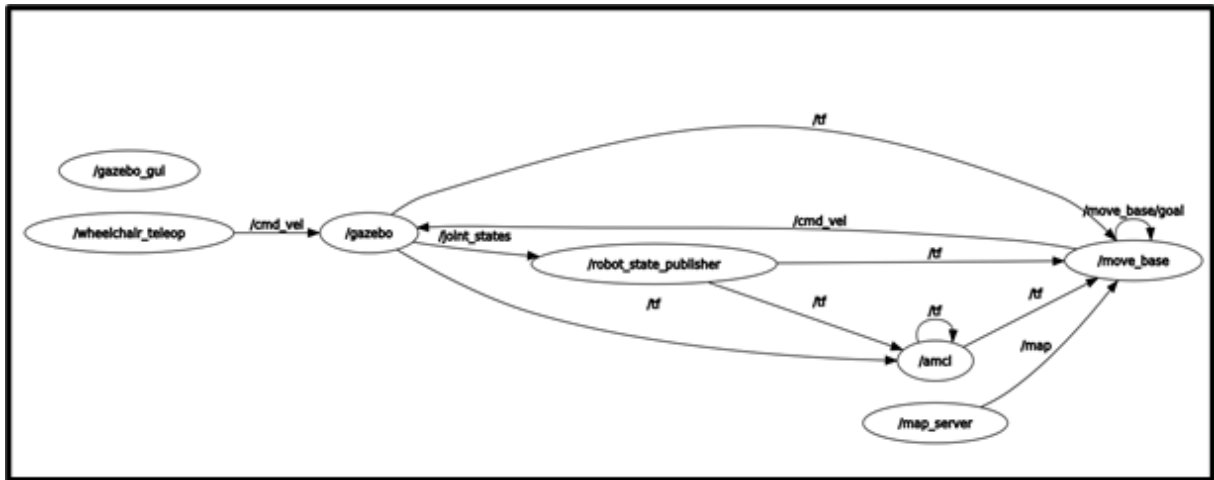 /tf
/gazebo_gui
/move_base/goal
/wheelchair_teleop
/cmd_vel
/gazebo
/joint_states
/cmd_vel
/robot_state_publisher
/tf
/move_base
/tf
/tf
/tf
/tf
/amcl
/map
/map_server